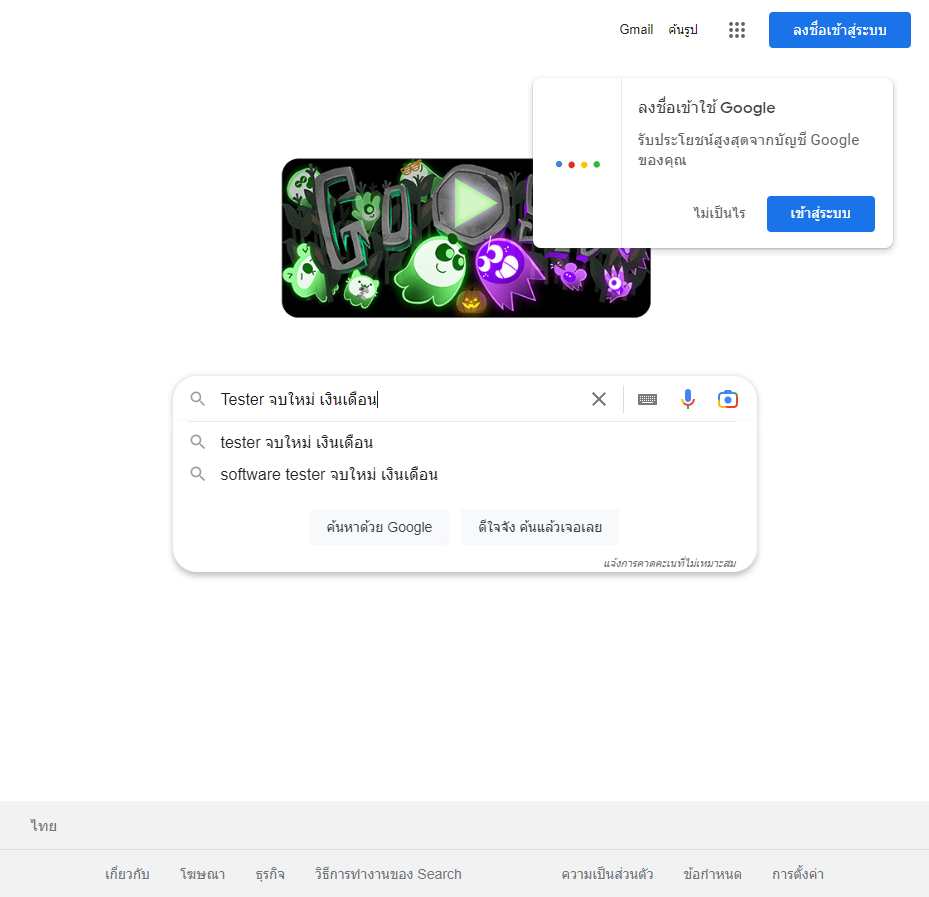 Gmail ค้นรูป ลงชื่อเข้าสู่ระบบ
ลงชื่อเข้าใช้ Google
รับประโยชน์สูงสุดจากบัญชี Google
ของคุณ
ไม่เป็นไร เข้าสู่ระบบ
Tester จบใหม่ เงินเดือน
tester จบใหม่ เงินเดือน
software tester จบใหม่ เงินเดือน
ค้นหาด้วย Google ดีใจจัง ค้นแล้วเจอเลย
แจ้งการคาดคะเนที่ไม่เหมาะสม
ไทย
เกี่ยวกับ โฆษณา ธุรกิจ วิธีการทำงานของ Search ความเป็นส่วนตัว ข้อกำหนด การตั้งค่า